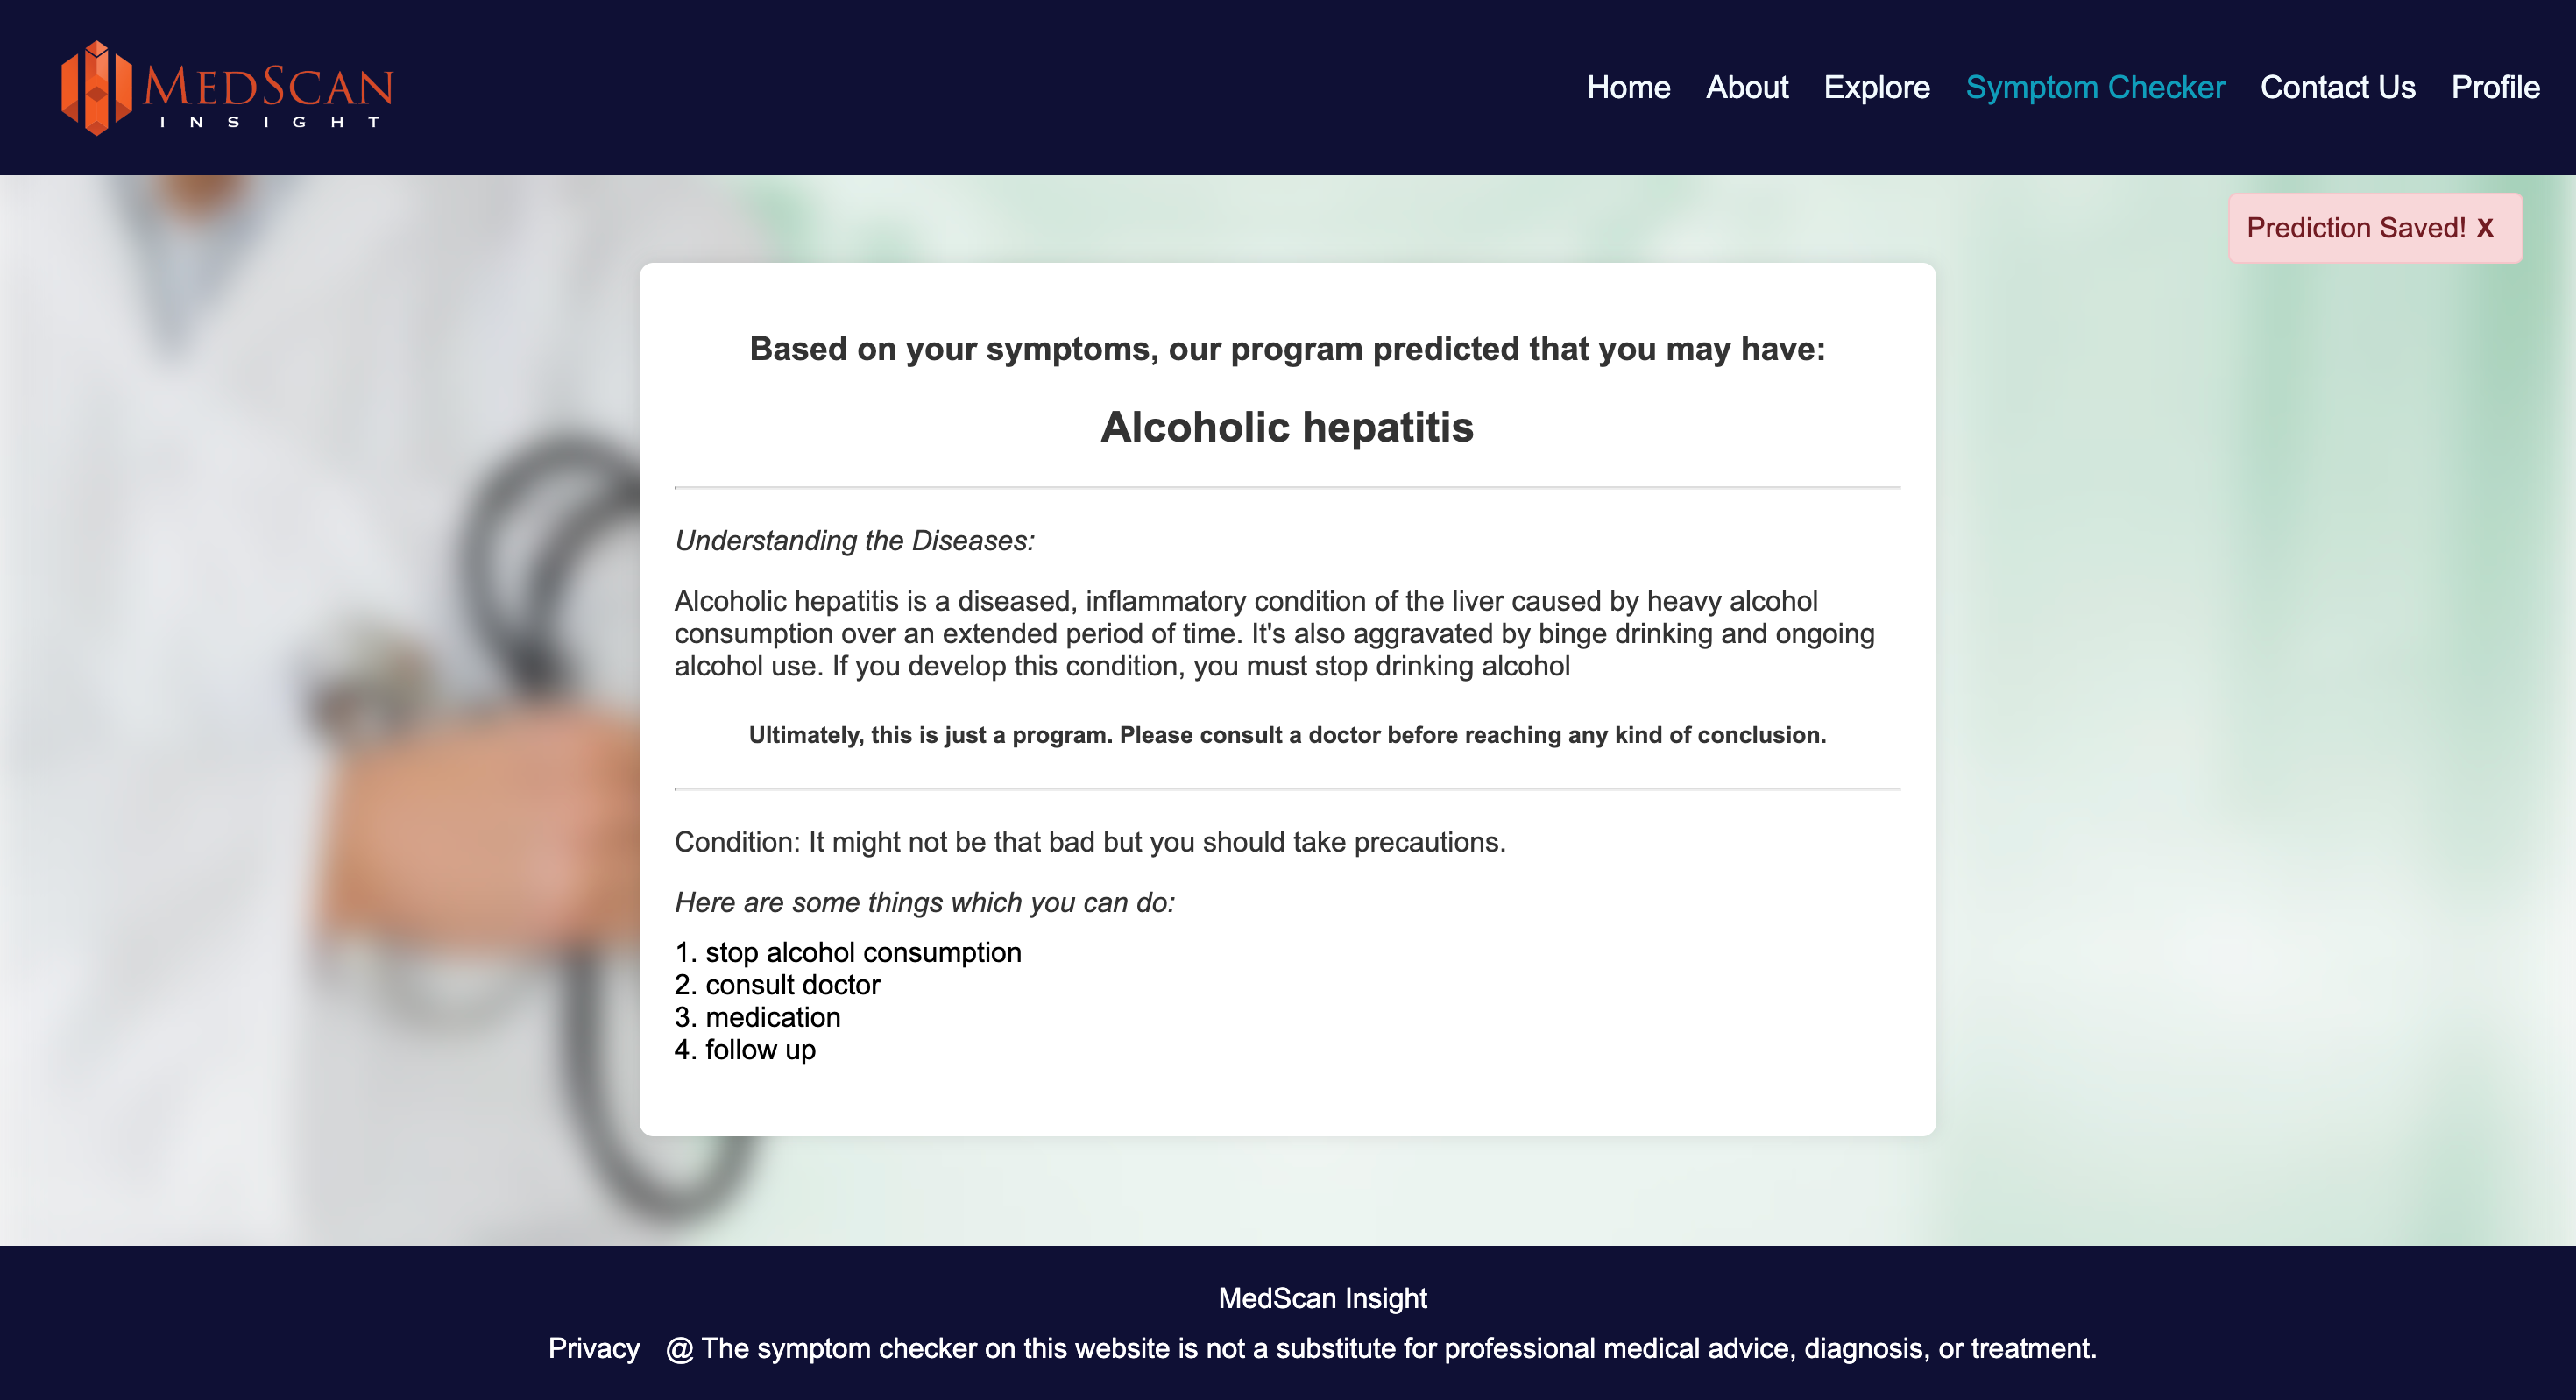 MEDSCAN
INSIGHT
Home About Explore Symptom Checker Contact Us Profile
Prediction Saved! X
Based on your symptoms, our program predicted that you may have:
Alcoholic hepatitis
Understanding the Diseases:
Alcoholic hepatitis is a diseased, inflammatory condition of the liver caused by heavy alcohol
consumption over an extended period of time. It's also aggravated by binge drinking and ongoing
alcohol use. If you develop this condition, you must stop drinking alcohol
Ultimately, this is just a program. Please consult a doctor before reaching any kind of conclusion.
Condition: It might not be that bad but you should take precautions.
Here are some things which you can do:
1. stop alcohol consumption
2. consult doctor
3. medication
4. follow up
MedScan Insight
Privacy @ The symptom checker on this website is not a substitute for professional medical advice, diagnosis, or treatment.